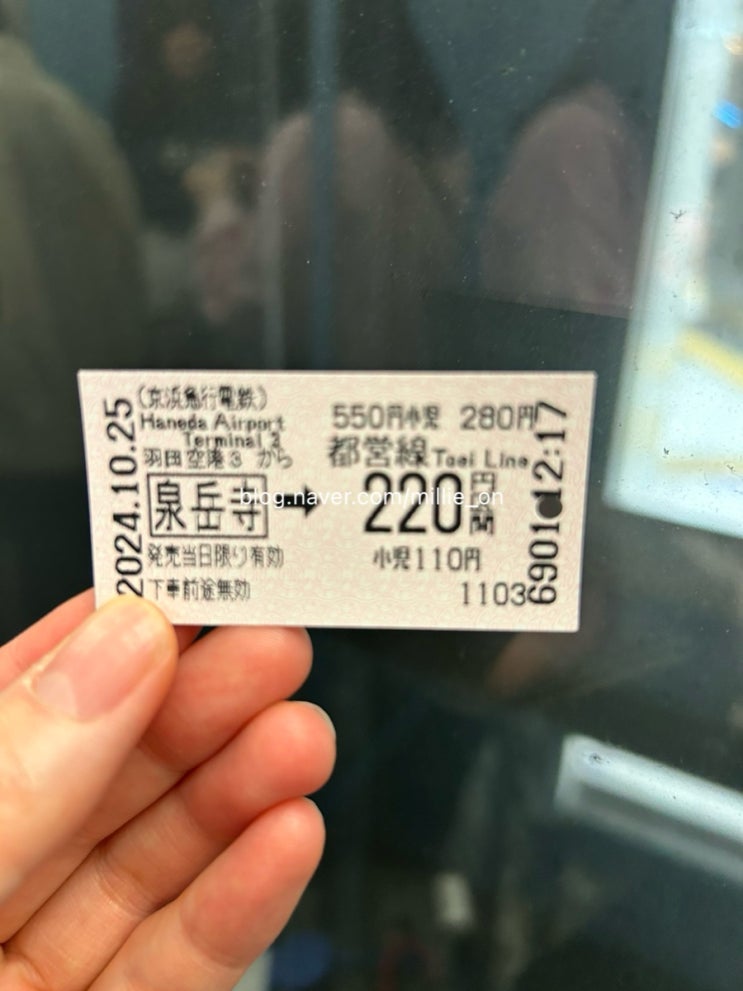 2024.10.25
(京浜急行電鉄)
Haneda Airport
Terminal 3
羽田空港3 から
泉岳寺 →
発売当日限り有効
下車前途無効
550円小児 280円
都営線 Toei Line
220円区間
小児110円
1103
6901 12:17
blog.naver.com/millie_on